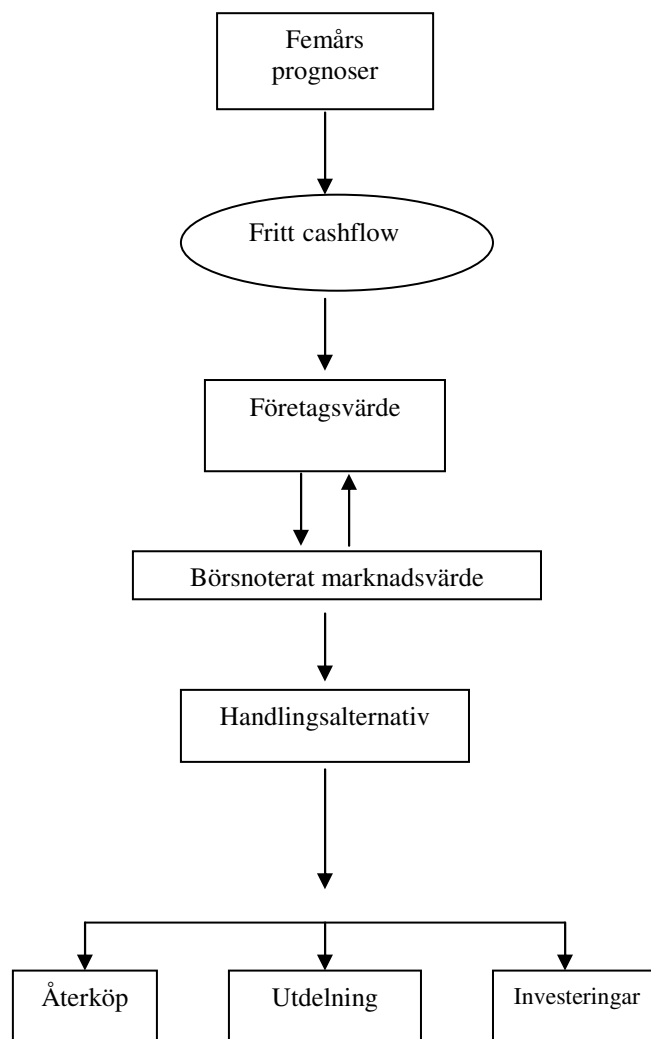 Femårs
prognoser
Fritt cashflow
Företagsvärde
Börsnoterat marknadsvärde
Handlingsalternativ
Återköp
Utdelning
Investeringar